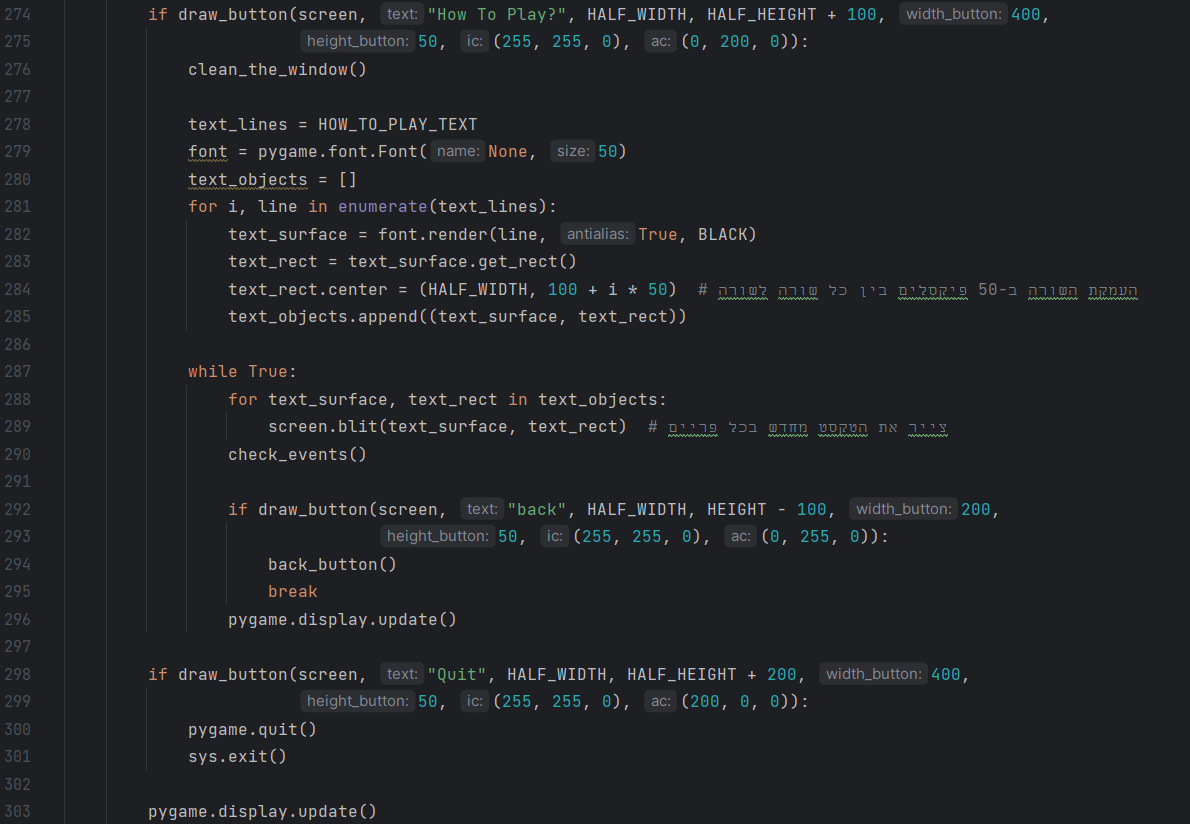 274 if draw_button(screen, text: "How To Play?", HALF_WIDTH, HALF_HEIGHT + 100, width_button: 400,
275 height_button: 50, ic: (255, 255, 0), ac: (0, 200, 0)):
276 clean_the_window()
277
278 text_lines = HOW_TO_PLAY_TEXT
279 font = pygame.font.Font( name: None, size: 50)
280 text_objects = []
281 for i, line in enumerate(text_lines):
282 text_surface = font.render(line, antialias: True, BLACK)
283 text_rect = text_surface.get_rect()
284 text_rect.center = (HALF_WIDTH, 100 + i * 50) # העמקת השורה ב-50 פיקסלים בין כל שורה לשורה
285 text_objects.append((text_surface, text_rect))
286
287 while True:
288 for text_surface, text_rect in text_objects:
289 screen.blit(text_surface, text_rect) # צייר את הטקסט מחדש בכל פריים
290 check_events()
291
292 if draw_button(screen, text: "back", HALF_WIDTH, HEIGHT - 100, width_button: 200,
293 height_button: 50, ic: (255, 255, 0), ac: (0, 255, 0)):
294 back_button()
295 break
296 pygame.display.update()
297
298 if draw_button(screen, text: "Quit", HALF_WIDTH, HALF_HEIGHT + 200, width_button: 400,
299 height_button: 50, ic: (255, 255, 0), ac: (200, 0, 0)):
300 pygame.quit()
301 sys.exit()
302
303 pygame.display.update()